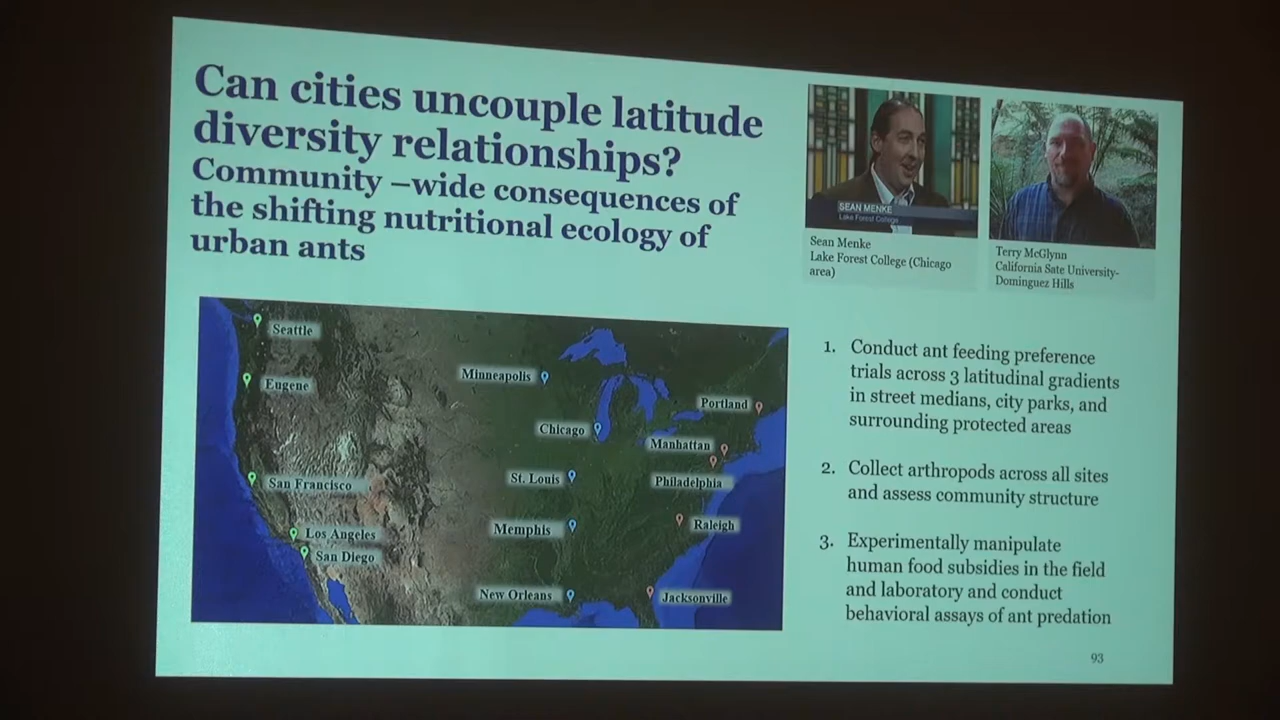 Can cities uncouple latitude
diversity relationships?
Community –wide consequences of
the shifting nutritional ecology of
urban ants
SEAN MENKE
Lake Forest College
Sean Menke
Lake Forest College (Chicago
area)
Terry McGlynn
California Sate University-
Dominguez Hills
Seattle
Eugene
San Francisco
Los Angeles
San Diego
Minneapolis
Chicago
St. Louis
Memphis
New Orleans
Portland
Manhattan
Philadelphia
Raleigh
Jacksonville
1. Conduct ant feeding preference
trials across 3 latitudinal gradients
in street medians, city parks, and
surrounding protected areas
2. Collect arthropods across all sites
and assess community structure
3. Experimentally manipulate
human food subsidies in the field
and laboratory and conduct
behavioral assays of ant predation
93